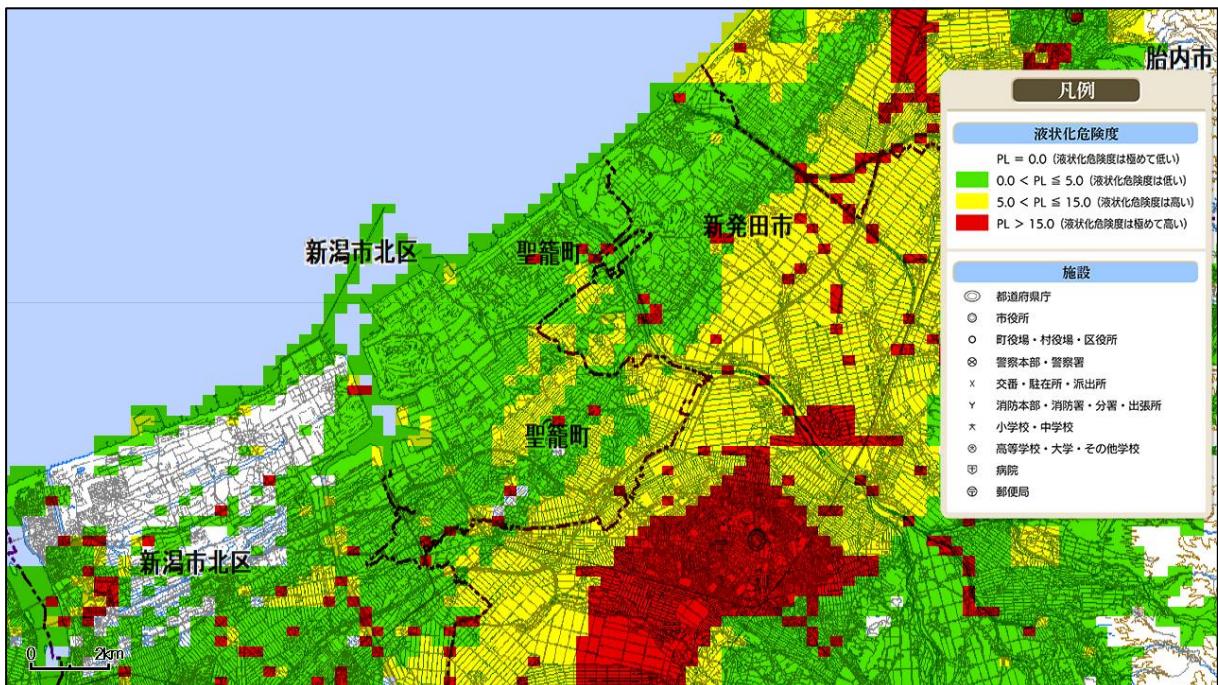 胎内市
新発田市
新潟市北区
聖籠町
聖籠町
新潟市北区
0 2km
凡例
液状化危険度
PL = 0.0 (液状化危険度は極めて低い)
0.0 < PL ≦ 5.0 (液状化危険度は低い)
5.0 < PL ≦ 15.0 (液状化危険度は高い)
PL > 15.0 (液状化危険度は極めて高い)
施設
都道府県庁
市役所
町役場・村役場・区役所
警察本部・警察署
交番・駐在所・派出所
消防本部・消防署・分署・出張所
小学校・中学校
高等学校・大学・その他学校
病院
郵便局